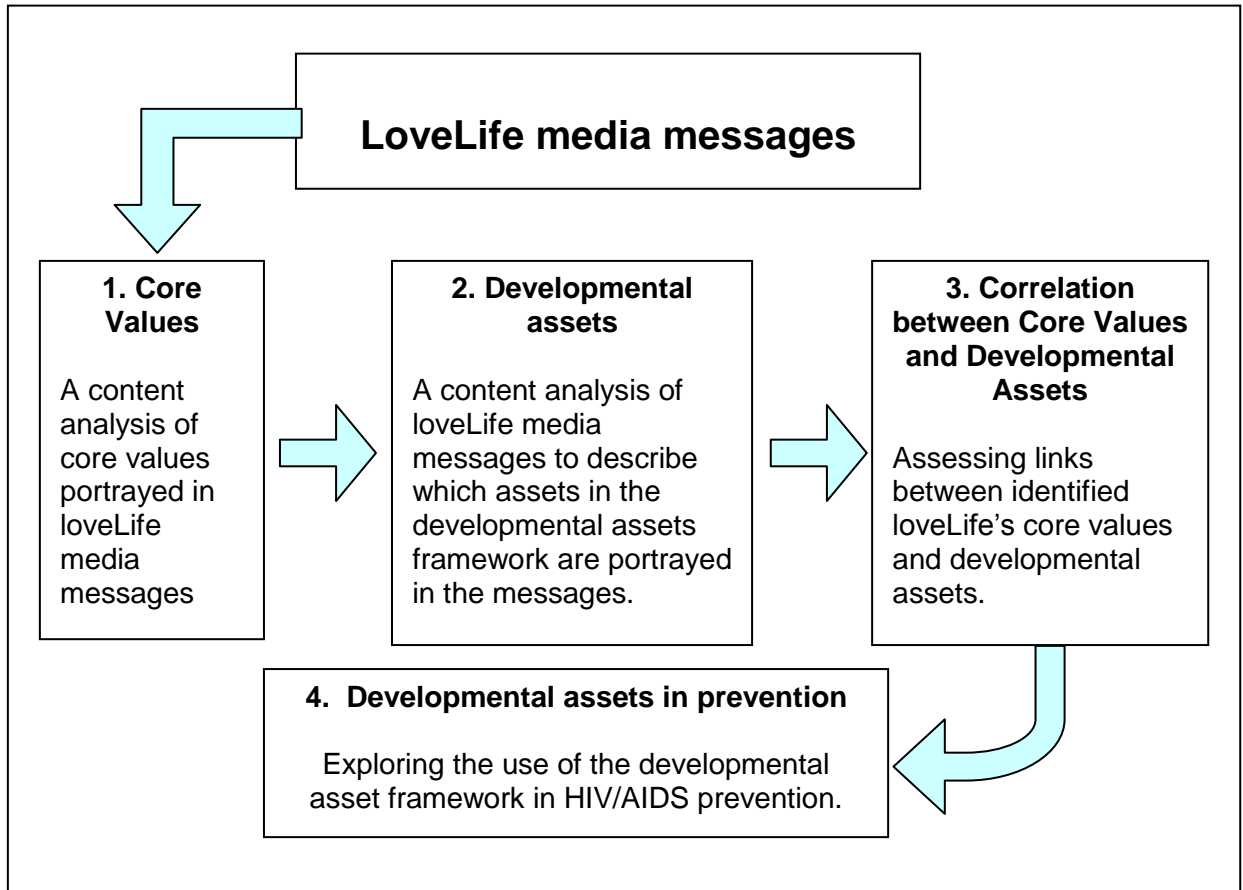 LoveLife media messages
1. Core
Values
A content
analysis of
core values
portrayed in
loveLife
media
messages
2. Developmental
assets
A content analysis of
loveLife media
messages to describe
which assets in the
developmental assets
framework are portrayed
in the messages.
3. Correlation
between Core Values
and Developmental
Assets
Assessing links
between identified
loveLife’s core values
and developmental
assets.
4. Developmental assets in prevention
Exploring the use of the developmental
asset framework in HIV/AIDS prevention.